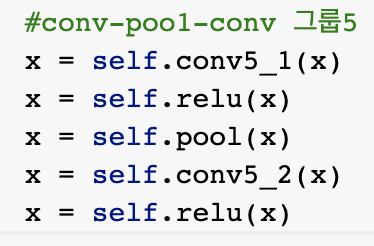 #conv-pool-conv 그룹5
x = self.conv5_1(x)
x = self.relu(x)
x = self.pool(x)
x = self.conv5_2(x)
x = self.relu(x)